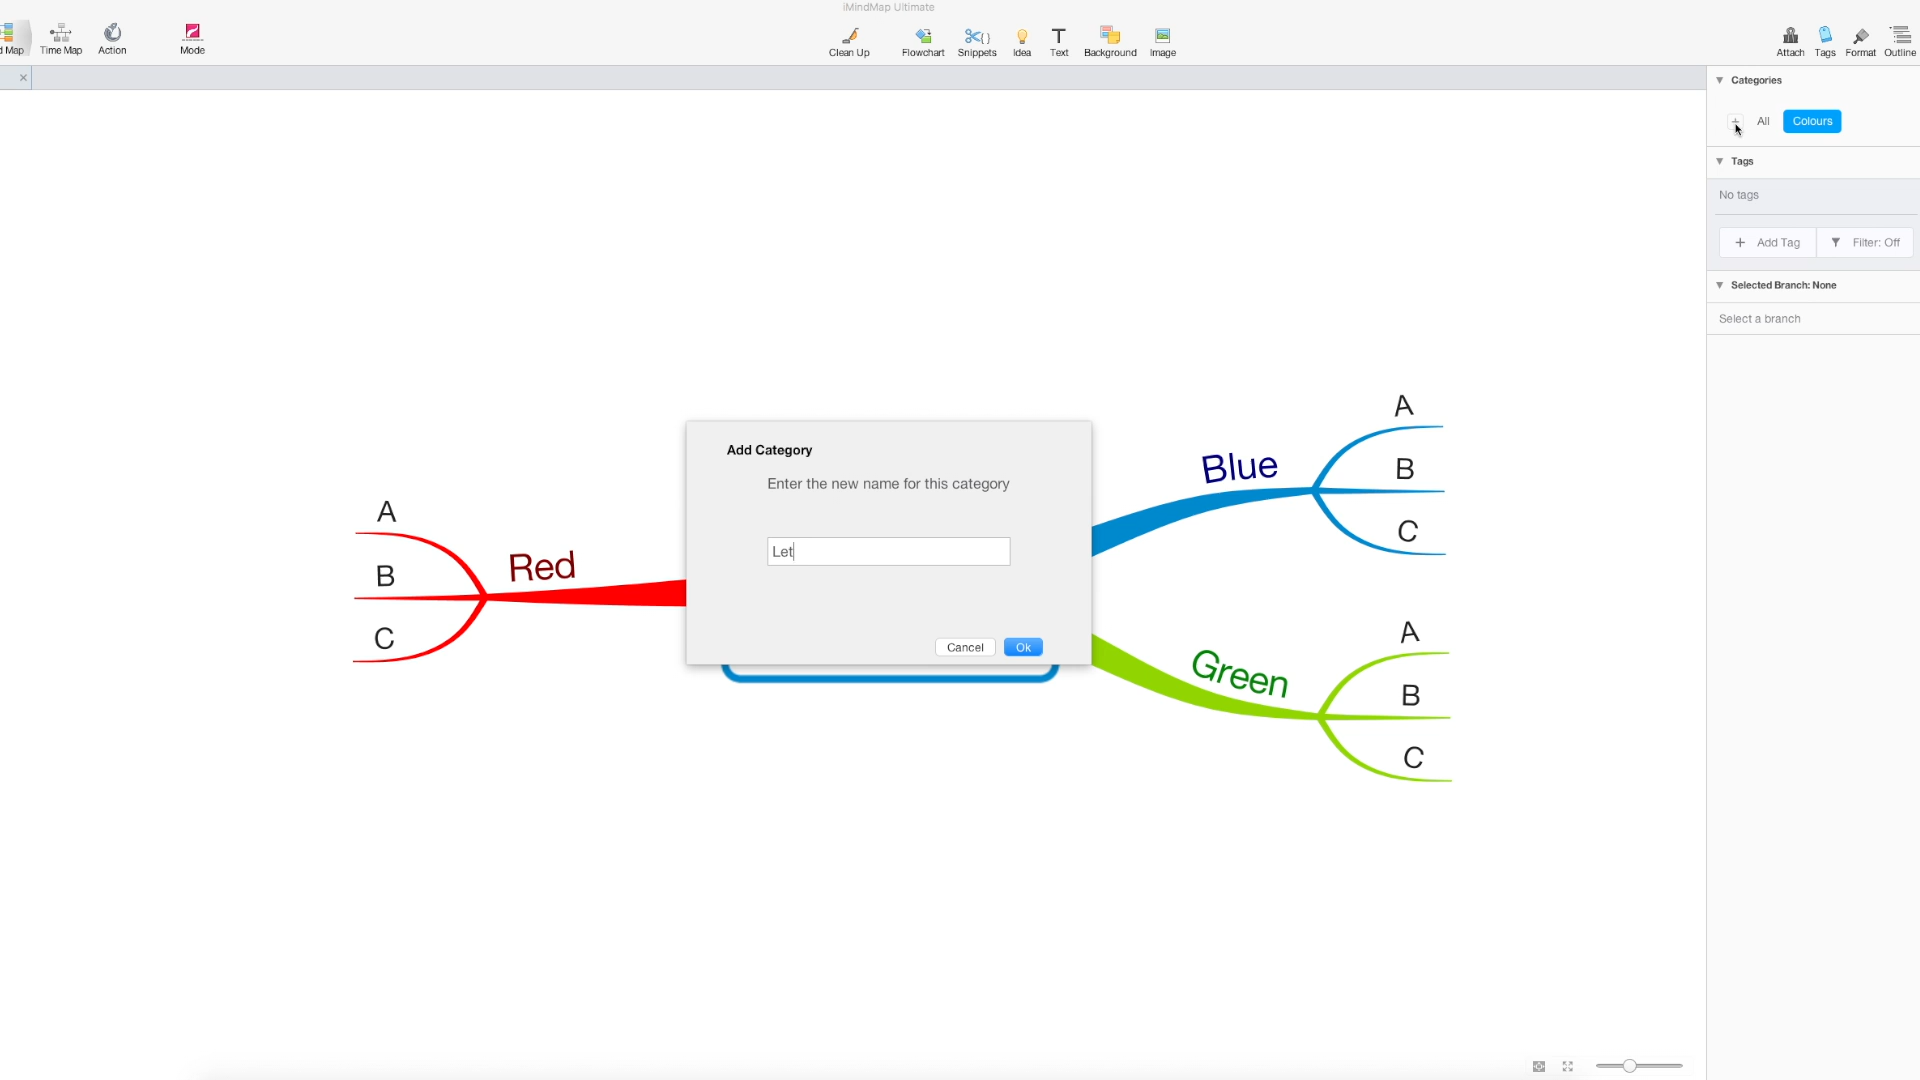 iMindMap Ultimate
d Map Time Map Action Mode Clean Up Flowchart Snippets Idea Text Background Image Attach Tags Format Outline
Categories
All Colours
Tags
No tags
Add Tag Filter: Off
Selected Branch: None
Select a branch
Add Category
Enter the new name for this category
Let
Cancel Ok
Red
A
B
C
Blue
A
B
C
Green
A
B
C